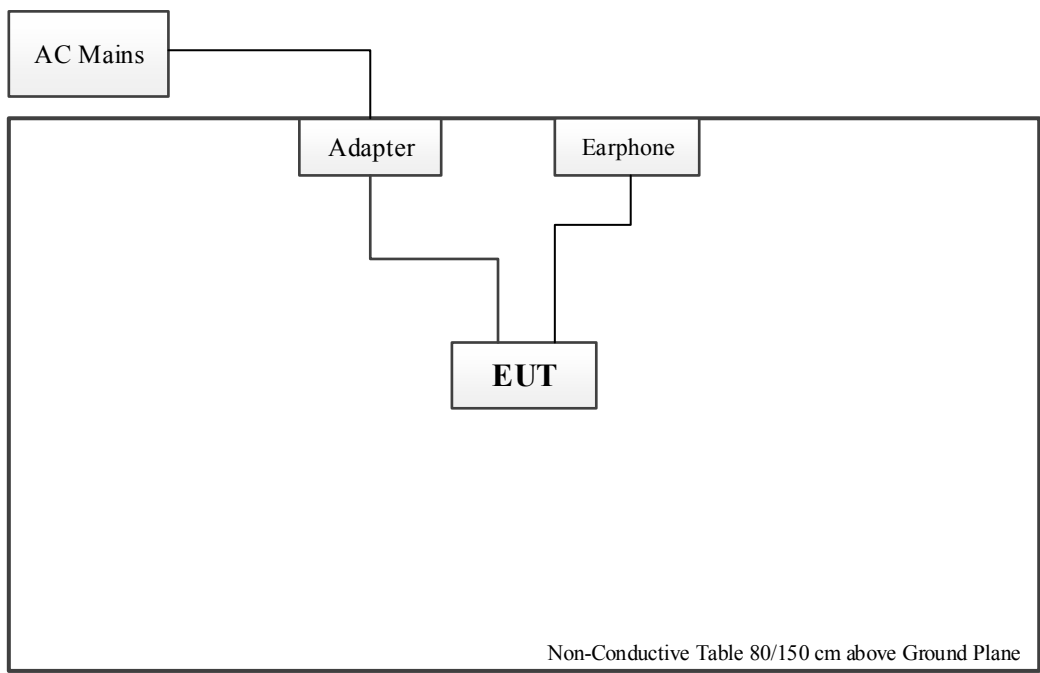 AC Mains
Adapter
Earphone
EUT
Non-Conductive Table 80/150 cm above Ground Plane